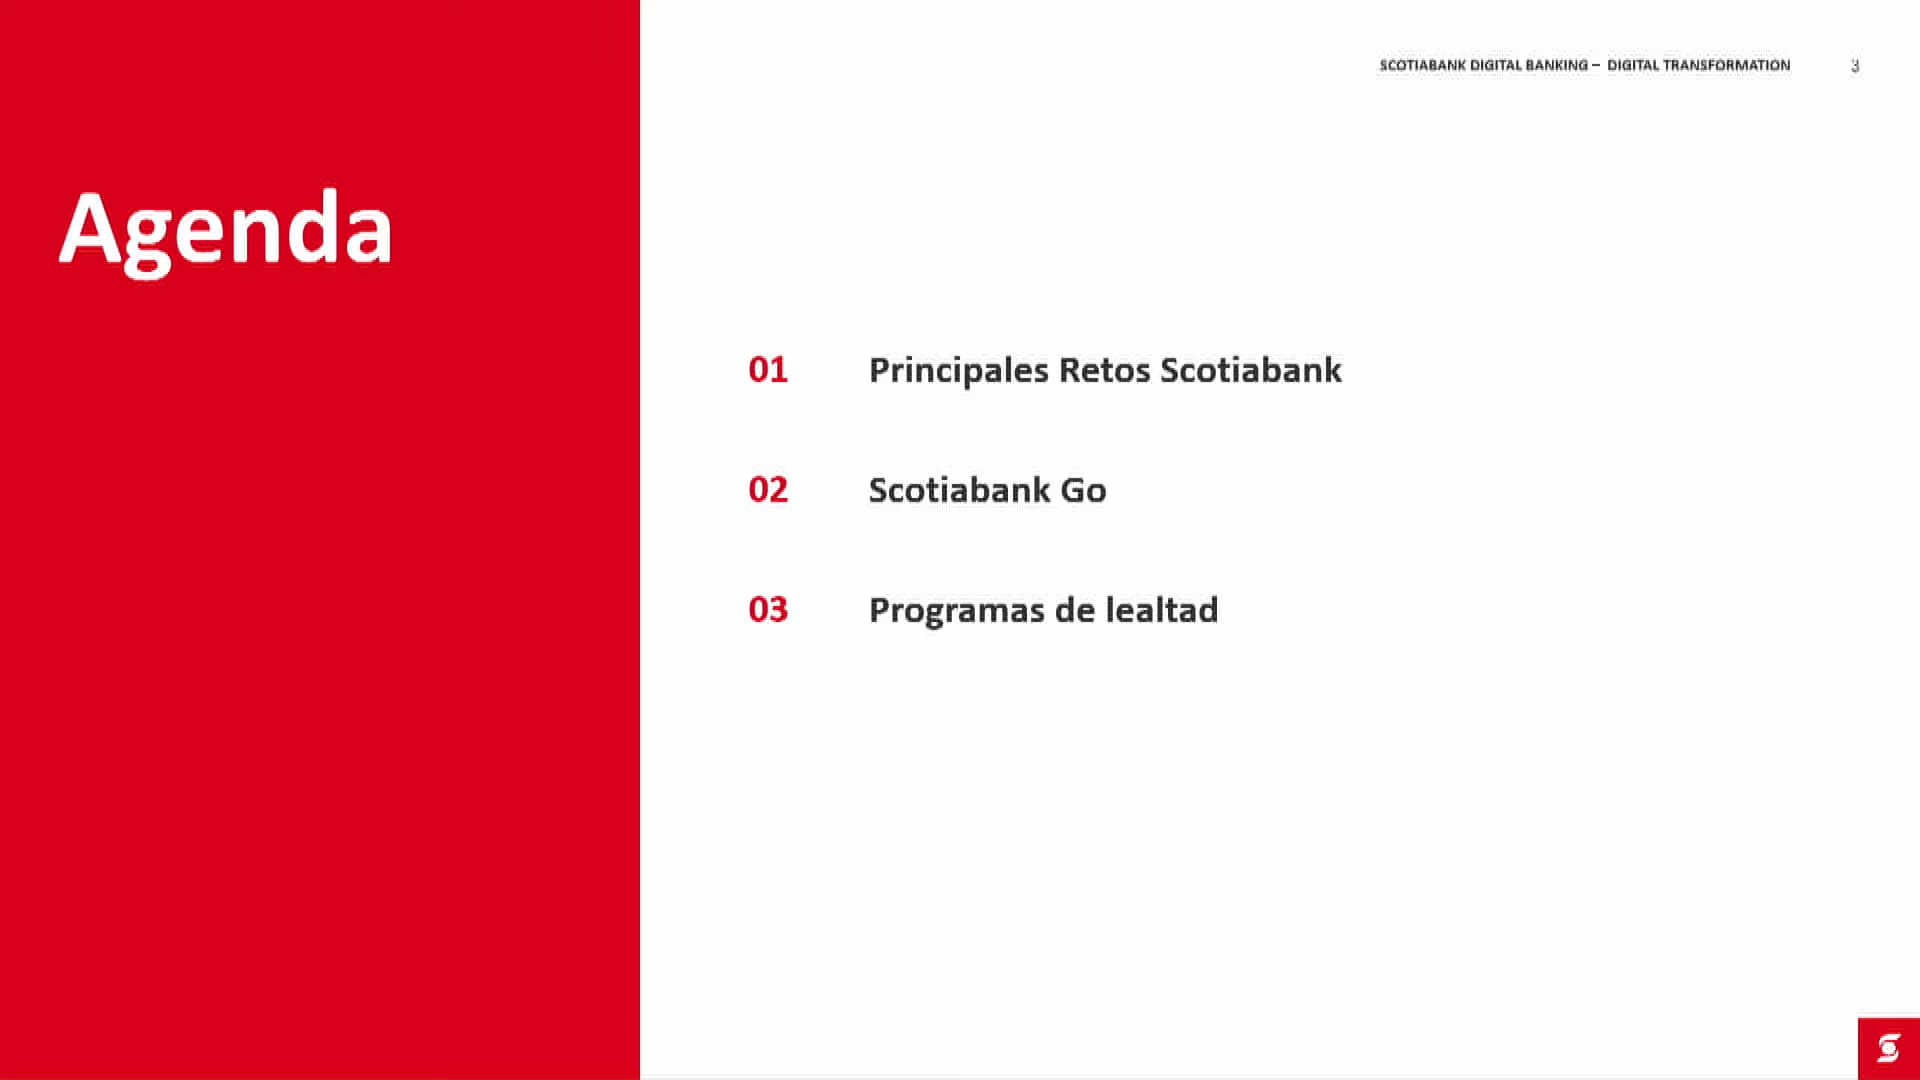 SCOTIABANK DIGITAL BANKING – DIGITAL TRANSFORMATION 3
Agenda
01 Principales Retos Scotiabank
02 Scotiabank Go
03 Programas de lealtad